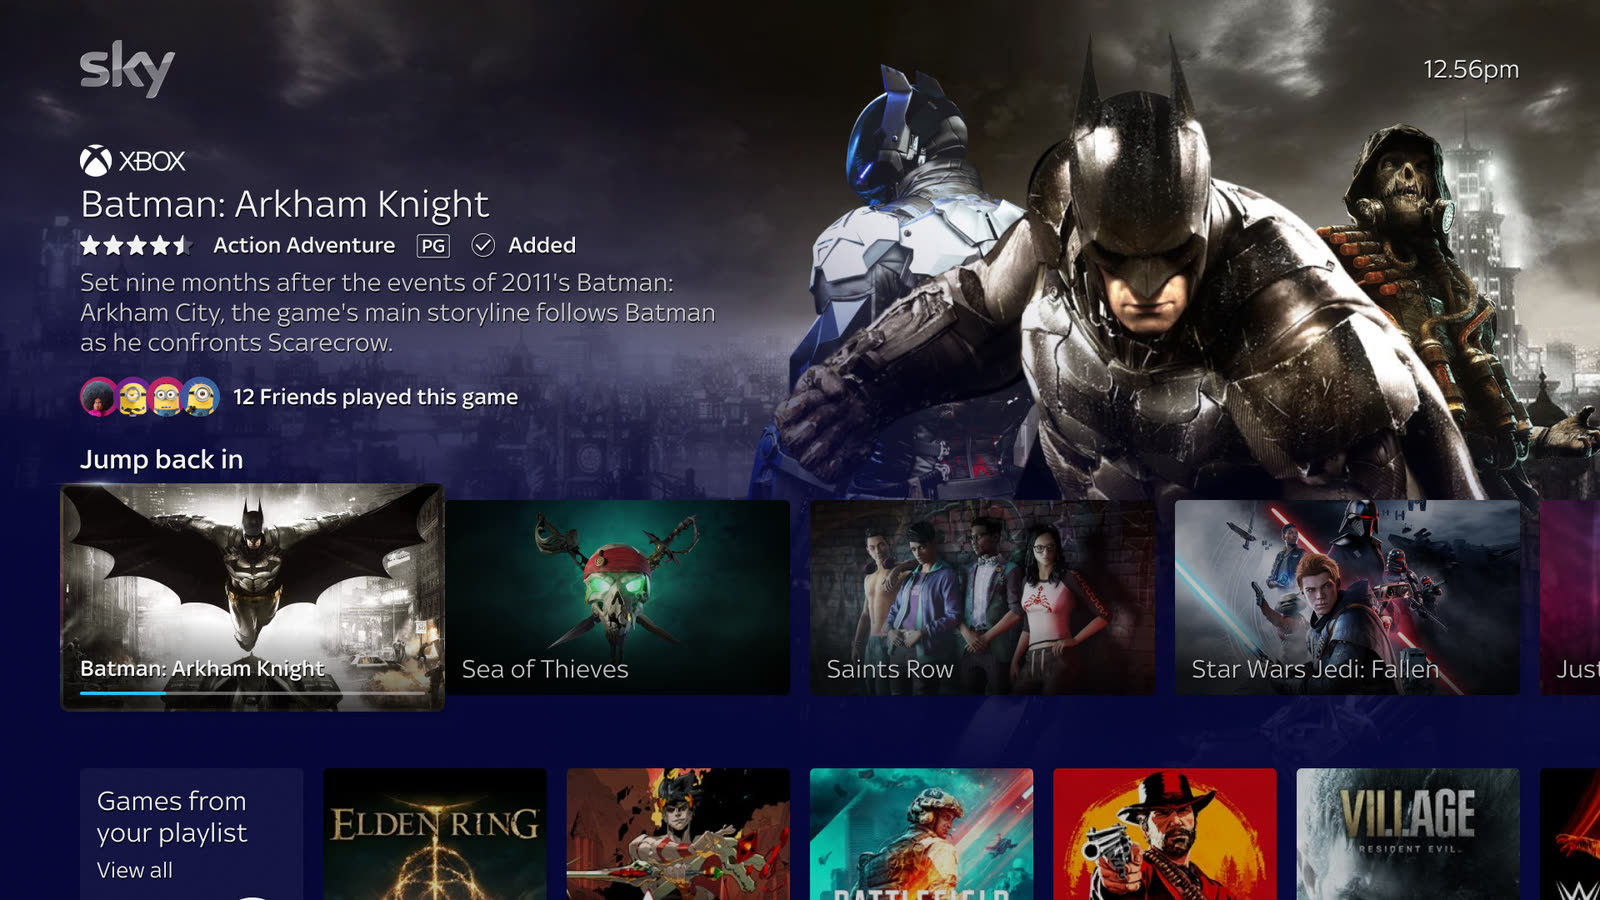 sky
12.56pm
XBOX
Batman: Arkham Knight
Action Adventure PG Added
Set nine months after the events of 2011's Batman:
Arkham City, the game's main storyline follows Batman
as he confronts Scarecrow.
12 Friends played this game
Jump back in
Batman: Arkham Knight
Sea of Thieves
Saints Row
Star Wars Jedi: Fallen
Just
Games from
your playlist
View all
ELDEN RING
BATTLEFIELD
VILLAGE
RESIDENT EVIL